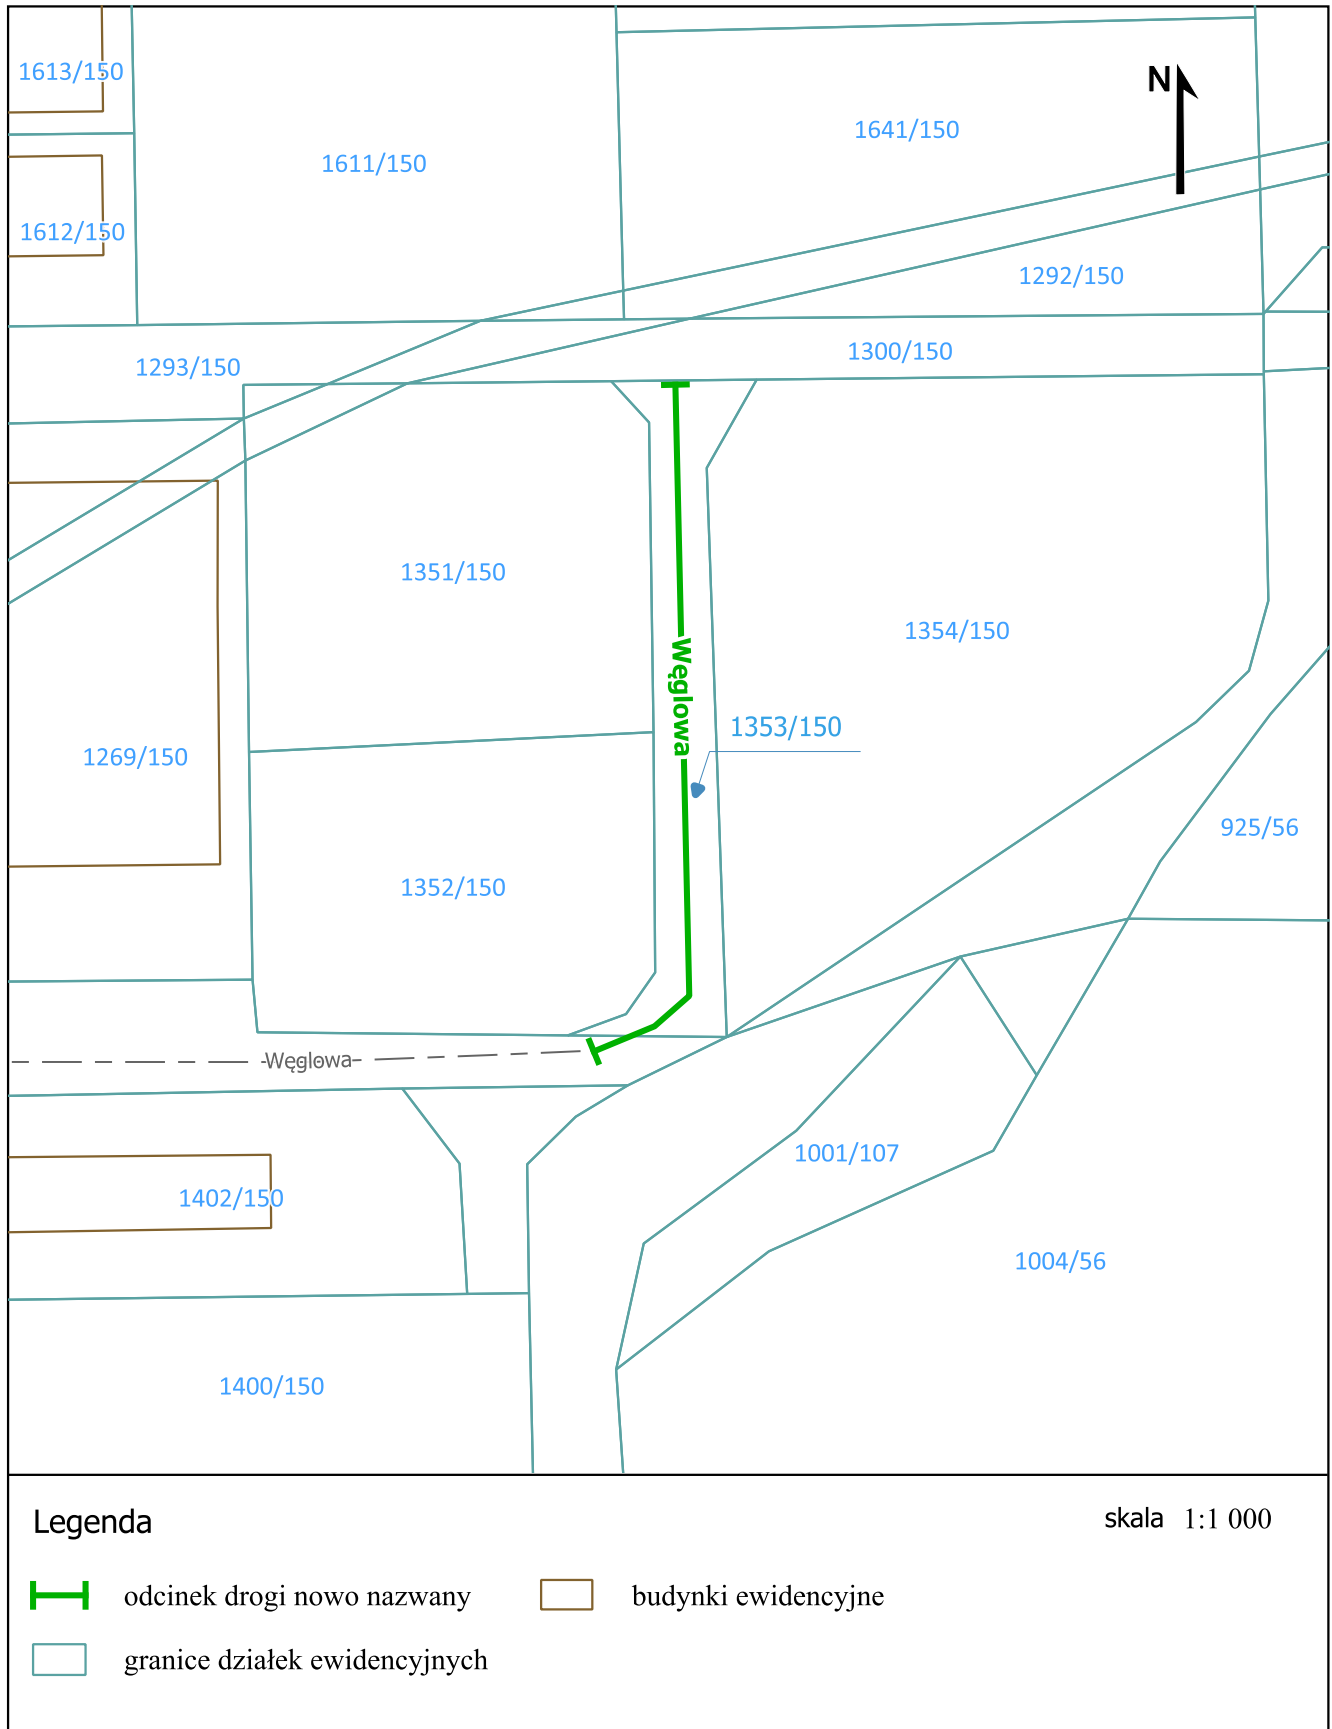 1613/150
N
1641/150
1611/150
1612/150
1292/150
1300/150
1293/150
1351/150
1354/150
Węglowa
1353/150
1269/150
925/56
1352/150
Węglowa
1001/107
1402/150
1004/56
1400/150
Legenda
skala 1:1 000
odcinek drogi nowo nazwany
budynki ewidencyjne
granice działek ewidencyjnych